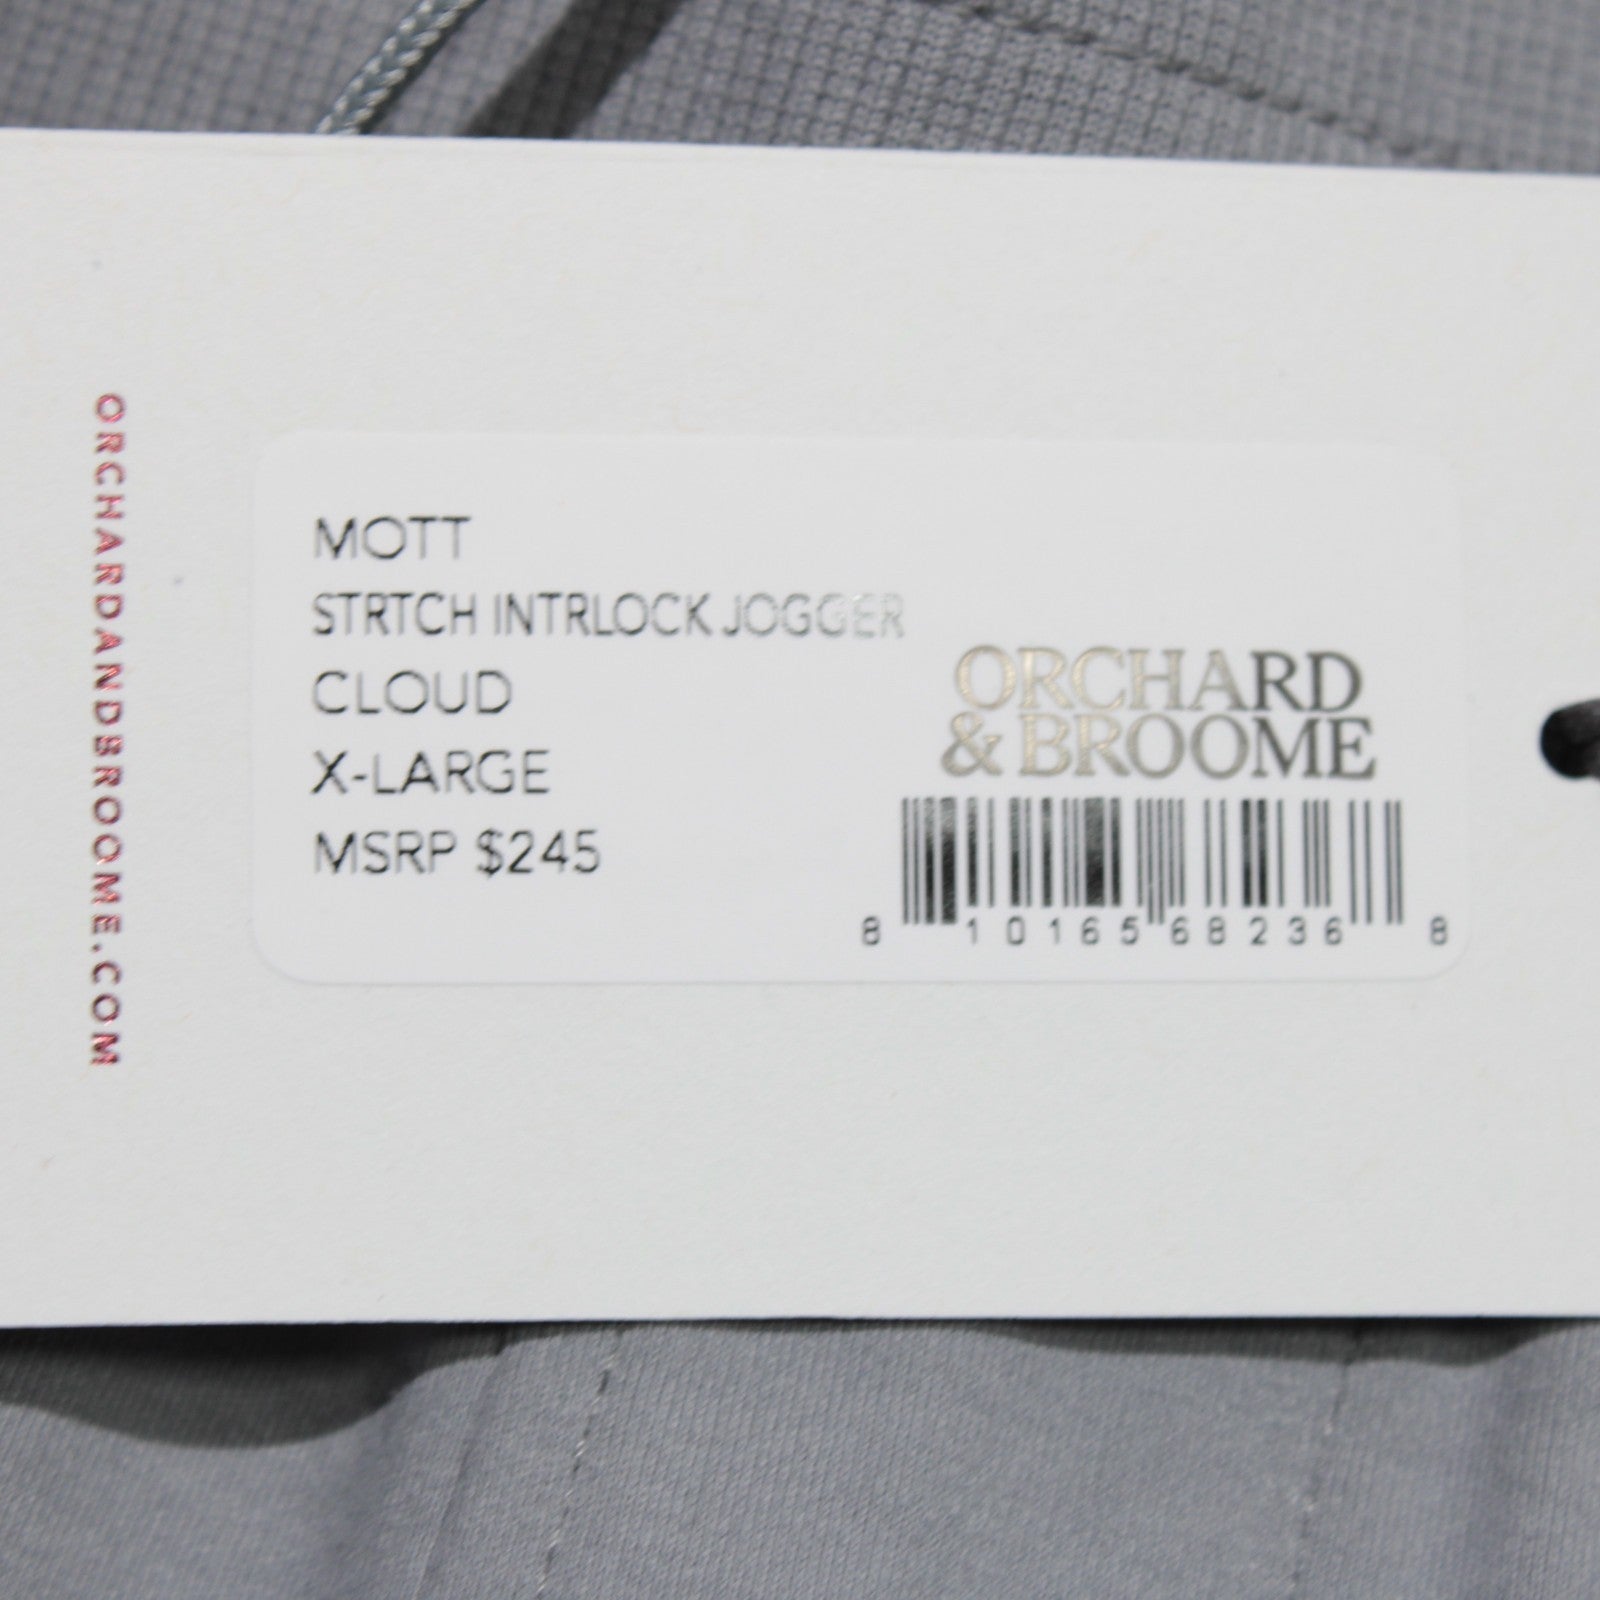 ORCHARDANDBROOME.COM
MOTT
STRTCH INTRLOCK JOGGER
CLOUD
X-LARGE
MSRP $245
ORCHARD
& BROOME
8 10165 68236 8